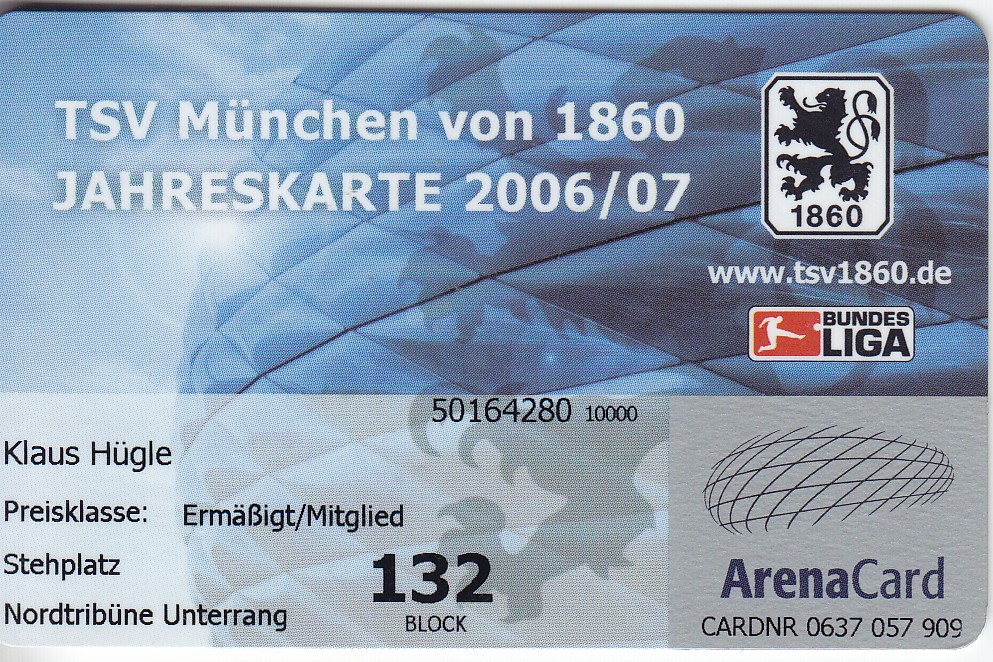 TSV München von 1860
JAHRESKARTE 2006/07
1860
www.tsv1860.de
BUNDES
LIGA
50164280 10000
Klaus Hügle
Preisklasse: Ermäßigt/Mitglied
Stehplatz
132
Nordtribüne Unterrang
BLOCK
ArenaCard
CARDNR 0637 057 909